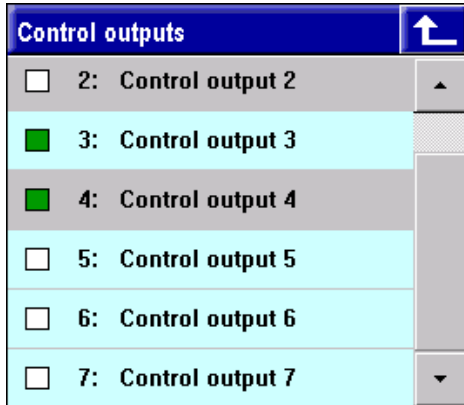 Control outputs
2: Control output 2
3: Control output 3
4: Control output 4
5: Control output 5
6: Control output 6
7: Control output 7